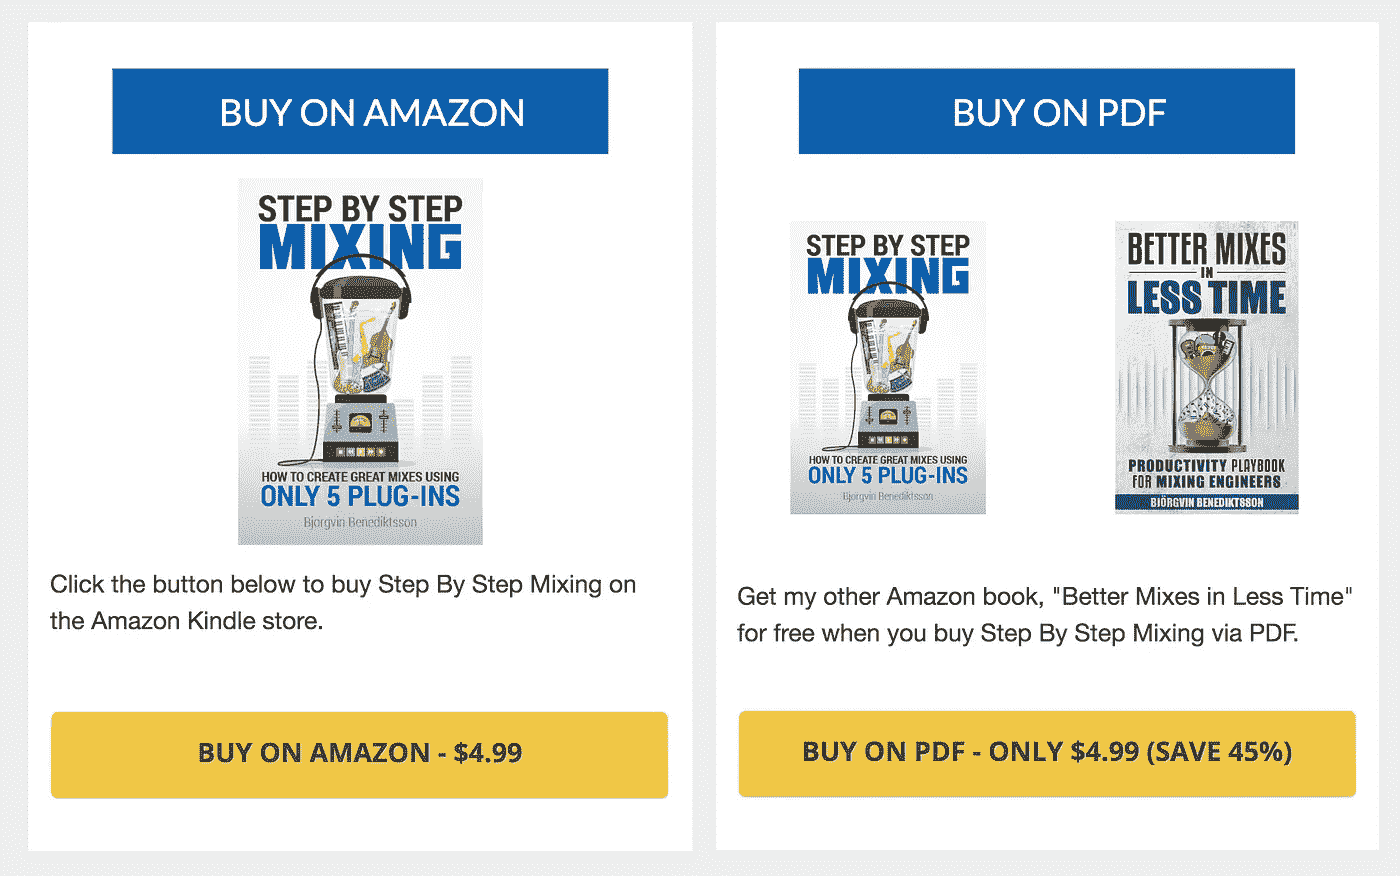 BUY ON AMAZON
STEP BY STEP
MIXING
HOW TO CREATE GREAT MIXES USING
ONLY 5 PLUG-INS
Bjorgvin Benediktsson
Click the button below to buy Step By Step Mixing on
the Amazon Kindle store.
BUY ON AMAZON - $4.99
BUY ON PDF
STEP BY STEP
MIXING
HOW TO CREATE GREAT MIXES USING
ONLY 5 PLUG-INS
Bjorgvin Benediktsson
BETTER MIXES
IN
LESS TIME
PRODUCTIVITY PLAYBOOK
FOR MIXING ENGINEERS
BJÖRGVIN BENEDIKTSSON
Get my other Amazon book, "Better Mixes in Less Time"
for free when you buy Step By Step Mixing via PDF.
BUY ON PDF - ONLY $4.99 (SAVE 45%)